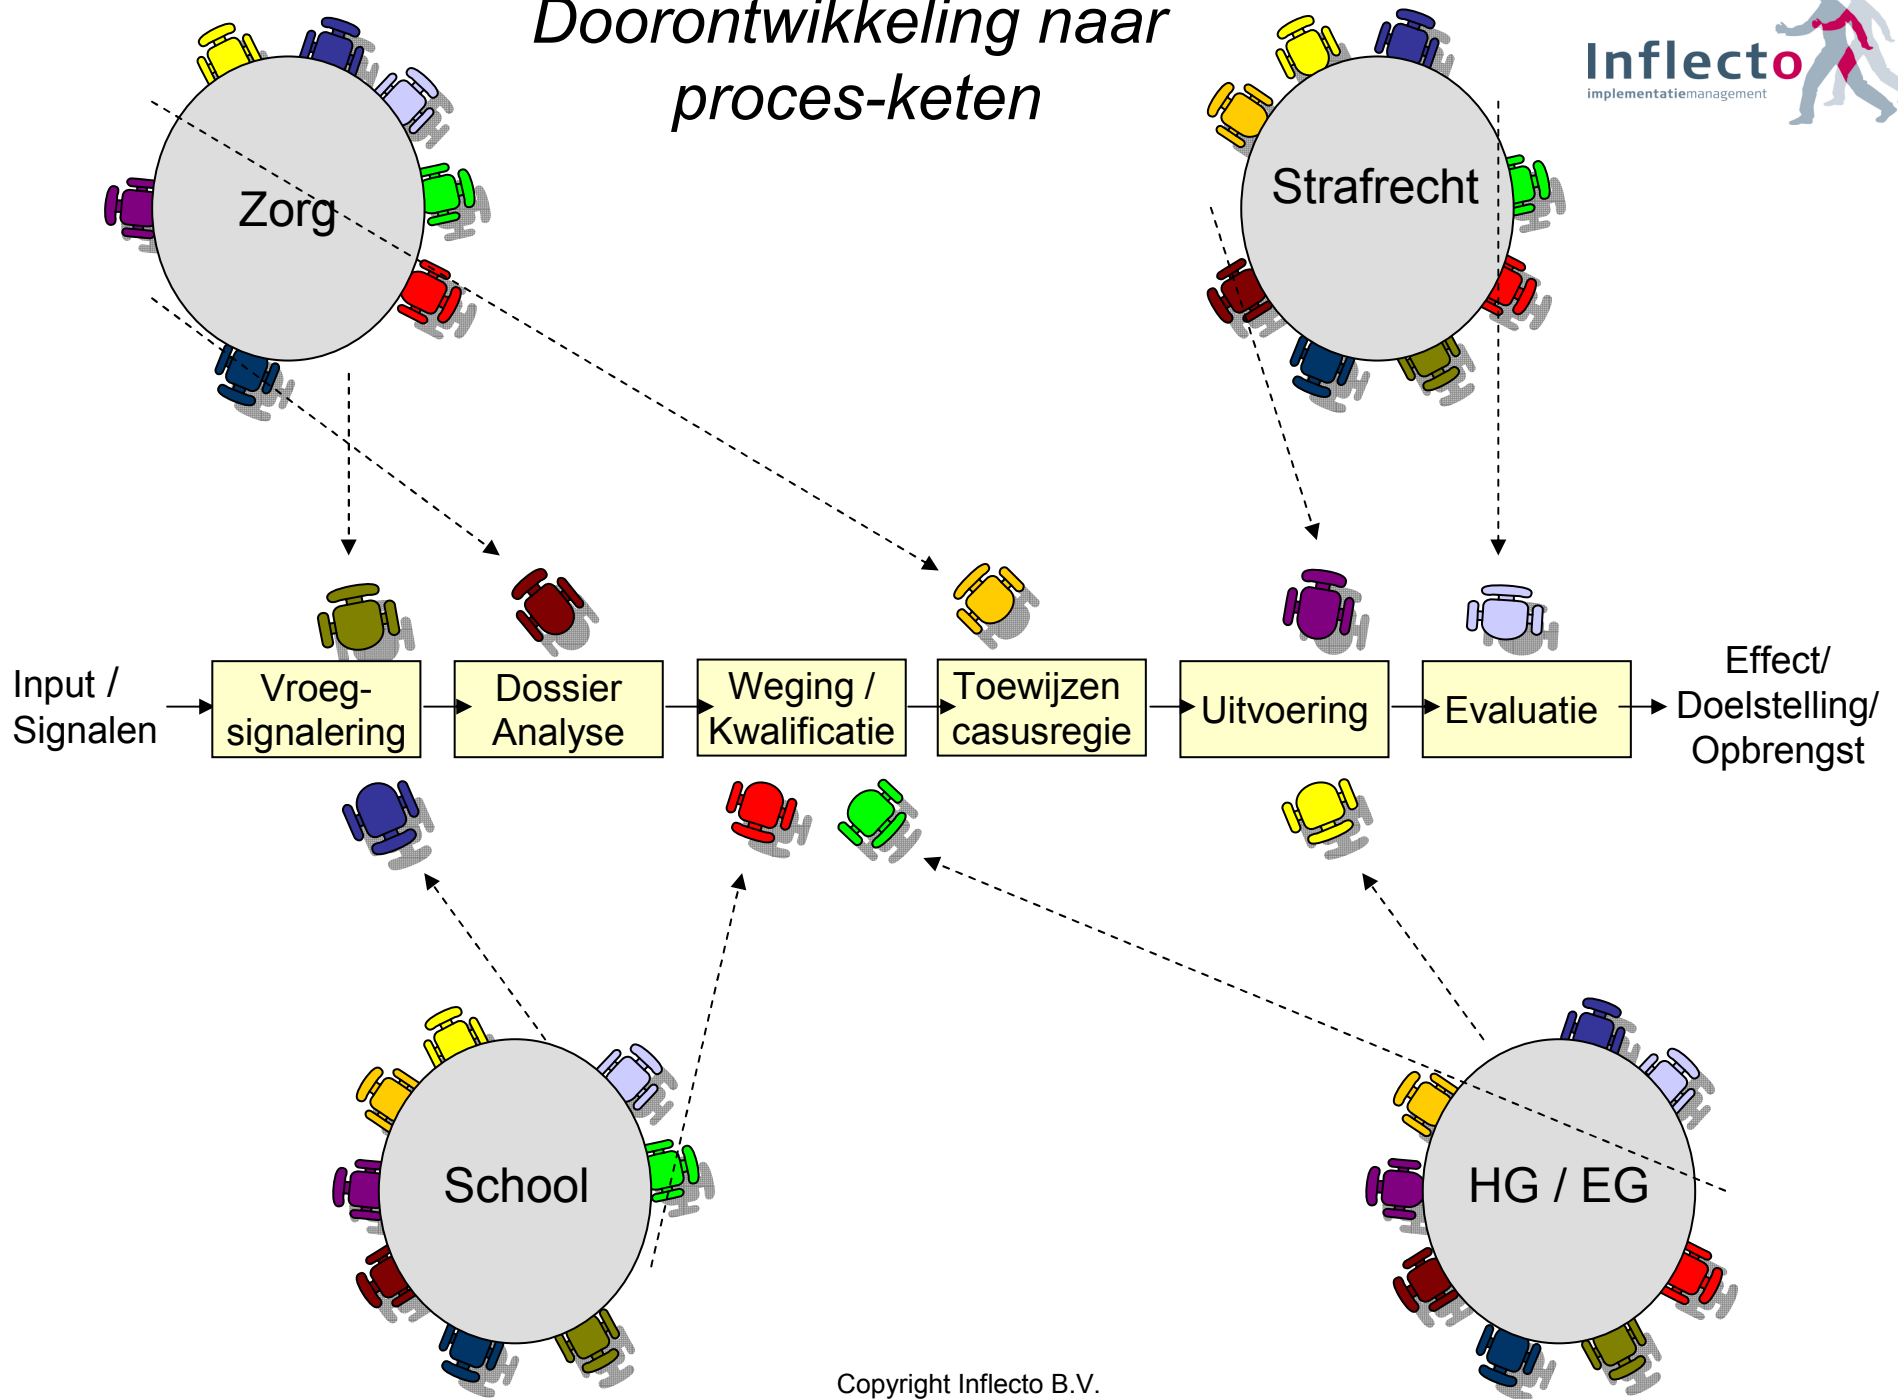 Doorontwikkeling naar
proces-keten
Inflecto
implementatiemanagement
Zorg
Strafrecht
Input /
Signalen
Vroeg-
signalering
Dossier
Analyse
Weging /
Kwalificatie
Toewijzen
casusregie
Uitvoering
Evaluatie
Effect/
Doelstelling/
Opbrengst
School
HG / EG
Copyright Inflecto B.V.